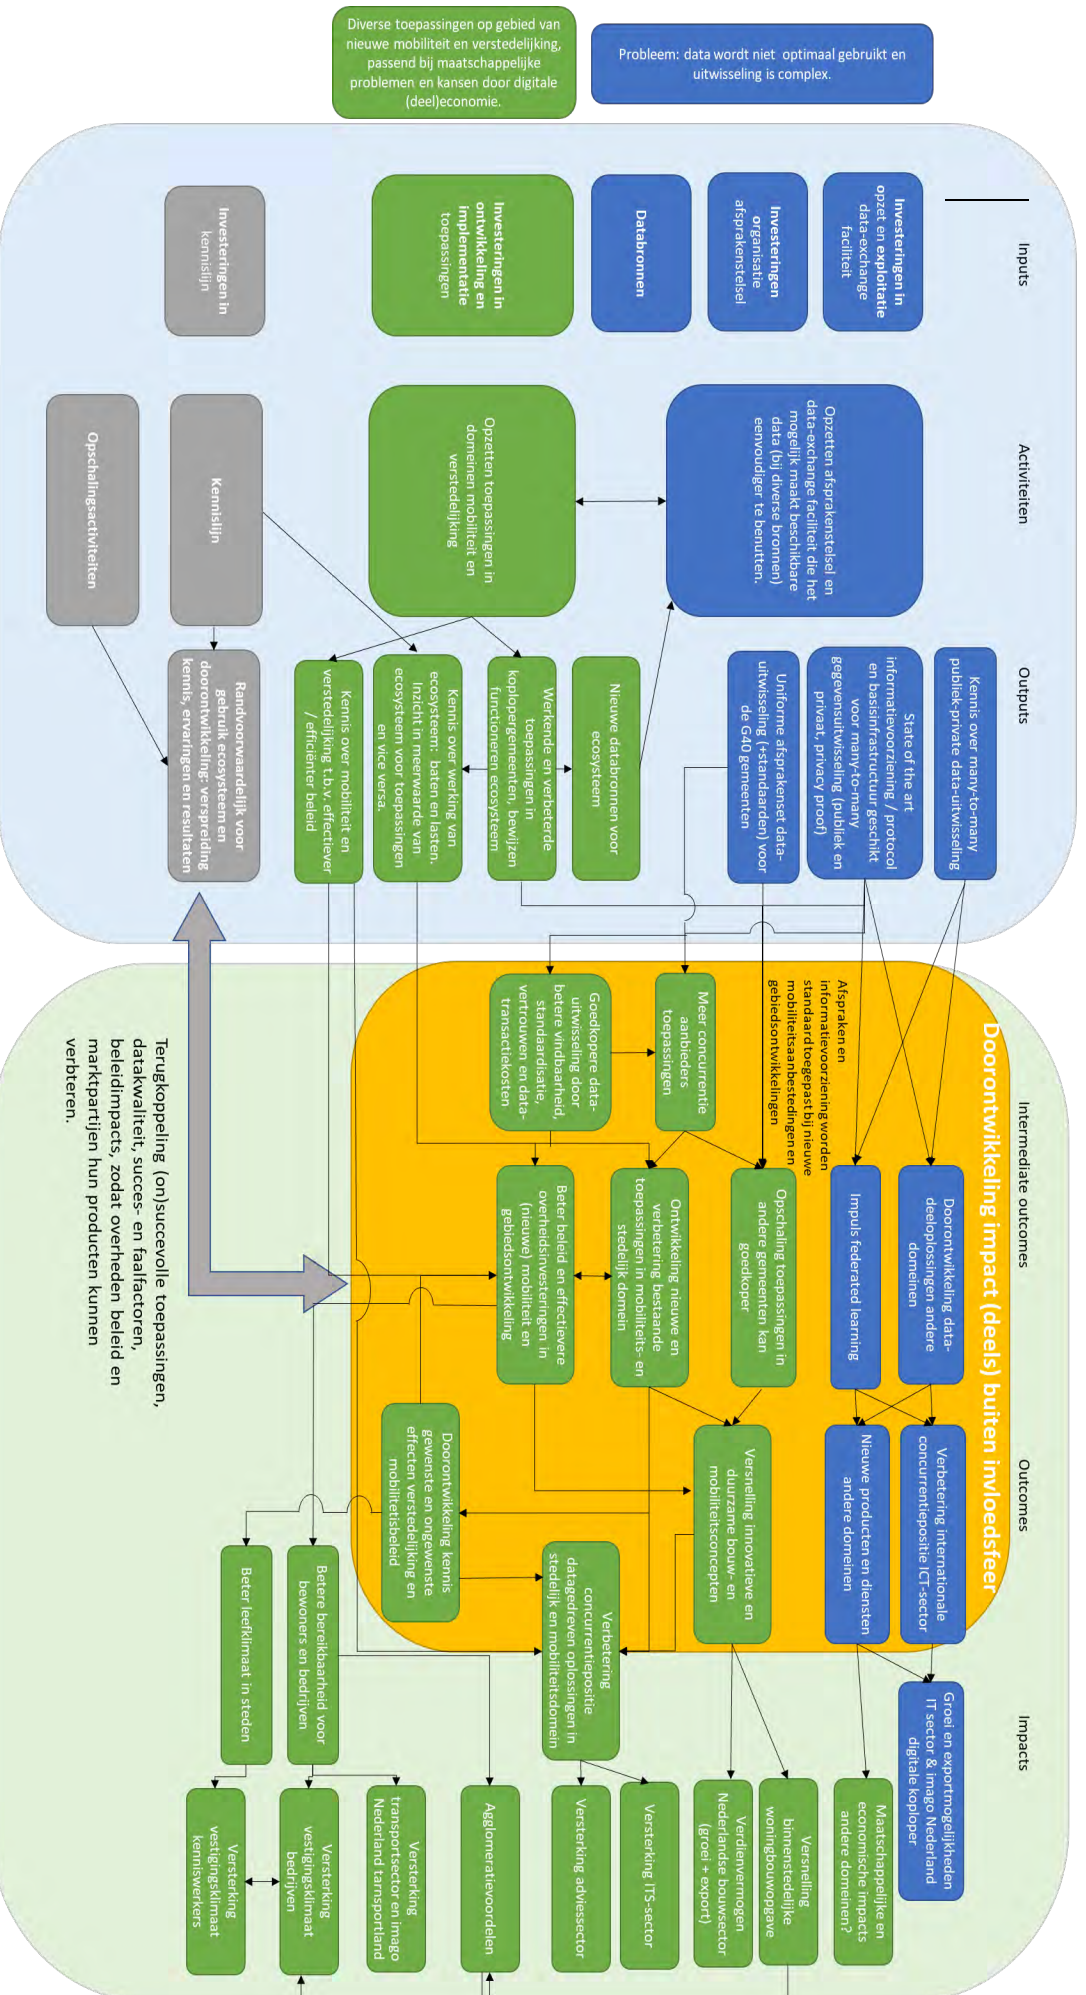 Diverse toepassingen op gebied van
nieuwe mobiliteit en verstedelijking,
passend bij maatschappelijke
problemen en kansen door digitale
(deel)economie.
Probleem: data wordt niet optimaal gebruikt en
uitwisseling is complex.
Inputs
Investeringen in
opzet en exploitatie
data-exchange
faciliteit
Investeringen
organisatie
afsprakenstelsel
Databronnen
Investeringen in
ontwikkeling en
implementatie
toepassingen
Investeringen in
kennislijn
Activiteiten
Opzetten afsprakenstelsel en
data-exchange faciliteit die het
mogelijk maakt beschikbare
data (bij diverse bronnen)
eenvoudiger te benutten.
Opzetten toepassingen in
domeinen mobiliteit en
verstedelijking
Kennislijn
Opschalingsactiviteiten
Outputs
Kennis over many-to-many
publiek-private data-uitwisseling
State of the art
informatievoorziening / protocol
en basisinfrastructuur geschikt
voor many-to-many
gegevensuitwisseling (publiek en
privaat, privacy proof)
Uniforme afsprakenset data-
uitwisseling (+standaarden) voor
de G40 gemeenten
Nieuwe databronnen voor
ecosysteem
Werkende en verbeterde
toepassingen in
koplopergemeenten, bewijzen
functioneren ecosysteem
Kennis over werking van
ecosysteem: baten en lasten.
Inzicht in meerwaarde van
ecosysteem voor toepassingen
en vice versa.
Kennis over mobiliteit en
verstedelijking t.b.v. effectiever
/ efficiënter beleid
Randvoorwaardelijk voor
gebruik ecosysteem en
doorontwikkeling: verspreiding
kennis, ervaringen en resultaten
Doorontwikkeling impact (deels) buiten invloedsfeer
Intermediate outcomes
Afspraken en
informatievoorziening worden
standaard toegepast bij nieuwe
mobiliteitsaanbestedingen en
gebiedsontwikkelingen
Meer concurrentie
aanbieders
toepassingen
Goedkopere data-
uitwisseling door
betere vindbaarheid,
standaardisatie,
vertrouwen en data-
transactiekosten
Doorontwikkeling data-
deeloplossingen andere
domeinen
Impuls federated learning
Opschaling toepassingen in
andere gemeenten kan
goedkoper
Ontwikkeling nieuwe en
verbetering bestaande
toepassingen in mobiliteits- en
stedelijk domein
Beter beleid en effectievere
overheidsinvesteringen in
(nieuwe) mobiliteit en
gebiedsontwikkeling
Outcomes
Verbetering internationale
concurrentiepositie ICT-sector
Nieuwe producten en diensten
andere domeinen
Versnelling innovatieve en
duurzame bouw- en
mobiliteitsconcepten
Verbetering
concurrentiepositie
datagedreven oplossingen in
stedelijk en mobiliteitsdomein
Doorontwikkeling kennis
gewenste en ongewenste
effecten verstedelijking en
mobilitetisbeleid
Betere bereikbaarheid voor
bewoners en bedrijven
Beter leefklimaat in steden
Impacts
Groei en exportmogelijkheden
IT sector & imago Nederland
digitale koploper
Maatschappelijke en
economische impacts
andere domeinen?
Versnelling
binnenstedelijke
woningbouwopgave
Verdienvermogen
Nederlandse bouwsector
(groei + export)
Versterking ITS-sector
Versterking adviessector
Agglomeratievoordelen
Versterking
transportsector en imago
Nederland tarnsportland
Versterking
vestigingsklimaat
bedrijven
Versterking
vestigingsklimaat
kenniswerkers
Terugkoppeling (on)succevolle toepassingen,
datakwaliteit, succes- en faalfactoren,
beleidimpacts, zodat overheden beleid en
marktpartijen hun producten kunnen
verbteren.